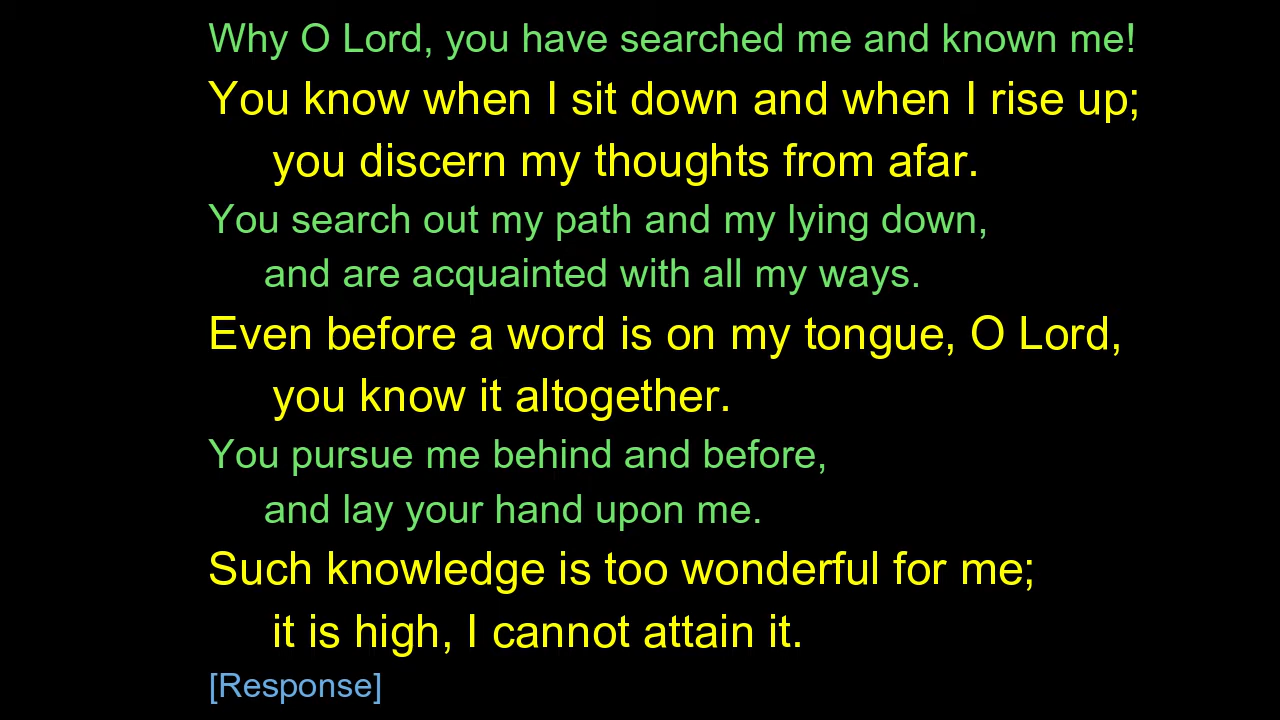 Why O Lord, you have searched me and known me!
You know when I sit down and when I rise up;
you discern my thoughts from afar.
You search out my path and my lying down,
and are acquainted with all my ways.
Even before a word is on my tongue, O Lord,
you know it altogether.
You pursue me behind and before,
and lay your hand upon me.
Such knowledge is too wonderful for me;
it is high, I cannot attain it.
[Response]